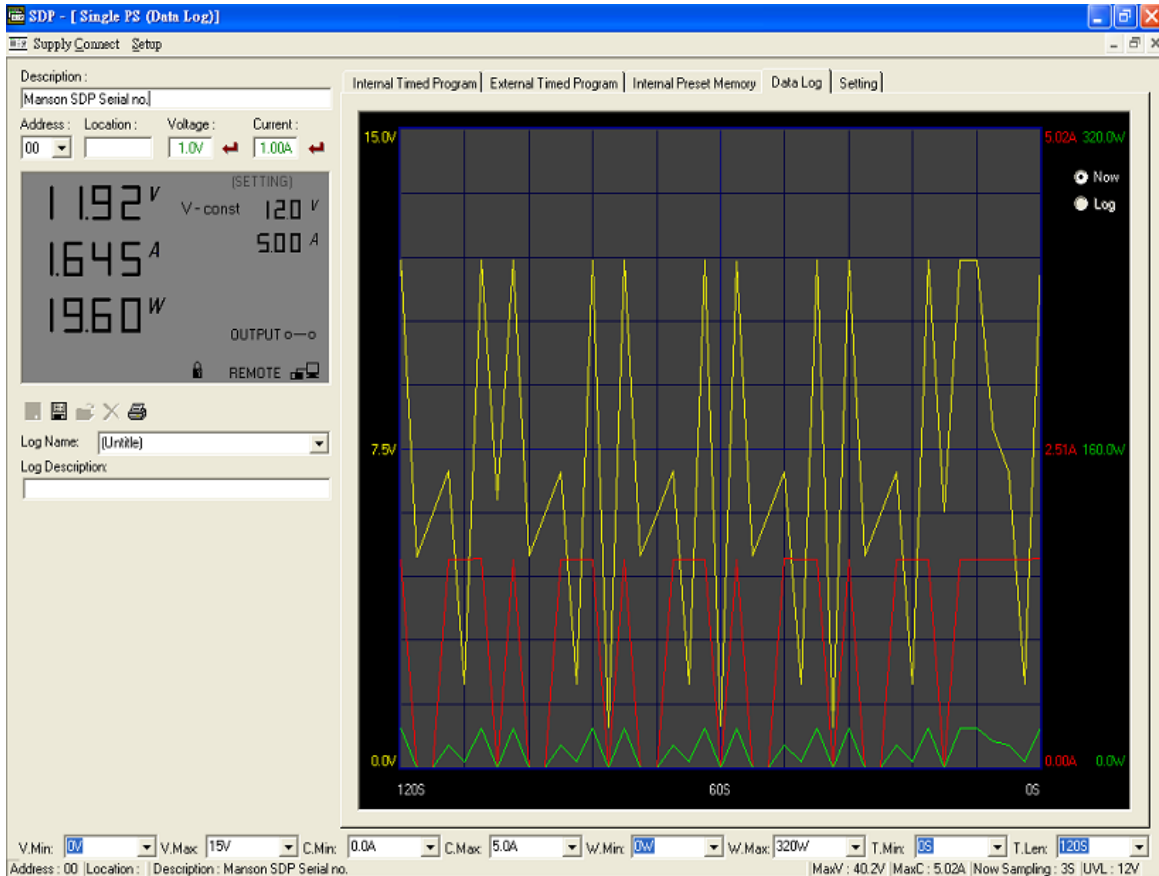 SDP - [ Single PS (Data Log)]
Supply Connect Setup
Description :
Manson SDP Serial no.
Address : Location : Voltage : Current :
00 1.0V 1.00A
Internal Timed Program External Timed Program Internal Preset Memory Data Log Setting
11.92 V
(SETTING)
V-const 12.0 V
1.645 A
5.00 A
19.60 W
OUTPUT
REMOTE
Log Name: (Untitle)
Log Description:
15.0V
5.02A 320.0W
Now
Log
7.5V
2.51A 160.0W
0.0V
0.00A 0.0W
120S 60S 0S
V.Min: 0V V.Max: 15V C.Min: 0.0A C.Max: 5.0A W.Min: 0W W.Max: 320W T.Min: 0S T.Len: 120S
Address : 00 Location : Description : Manson SDP Serial no. MaxV : 40.2V MaxC : 5.02A Now Sampling : 3S UVL : 12V